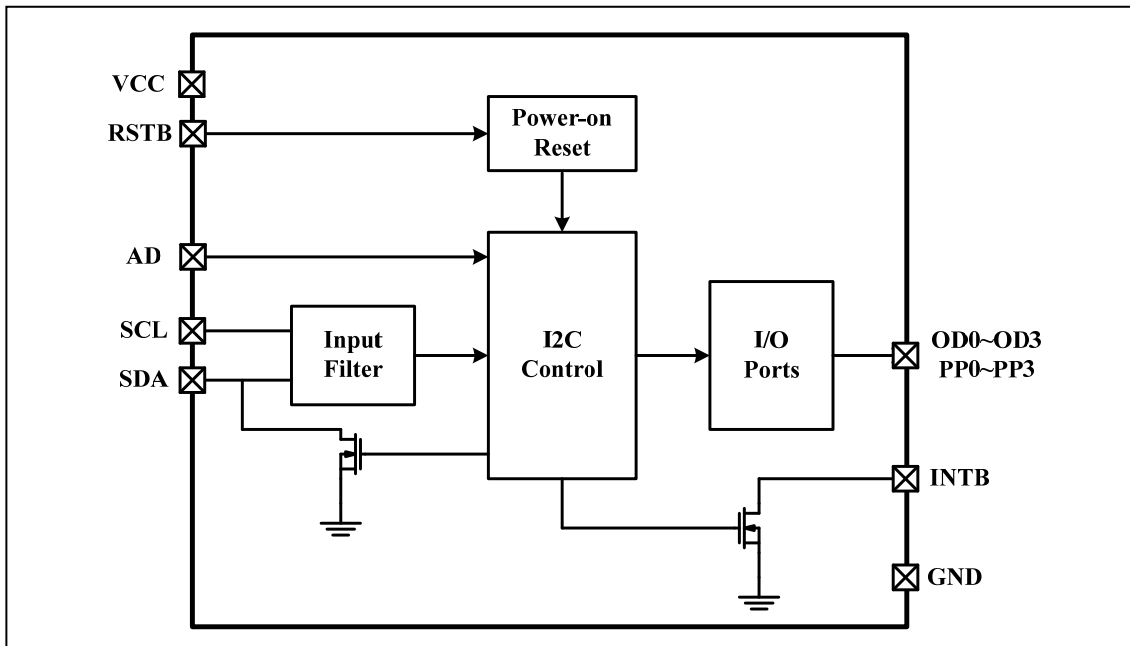 VCC
RSTB
Power-on
Reset
AD
SCL
SDA
Input
Filter
I2C
Control
I/O
Ports
OD0~OD3
PP0~PP3
INTB
GND